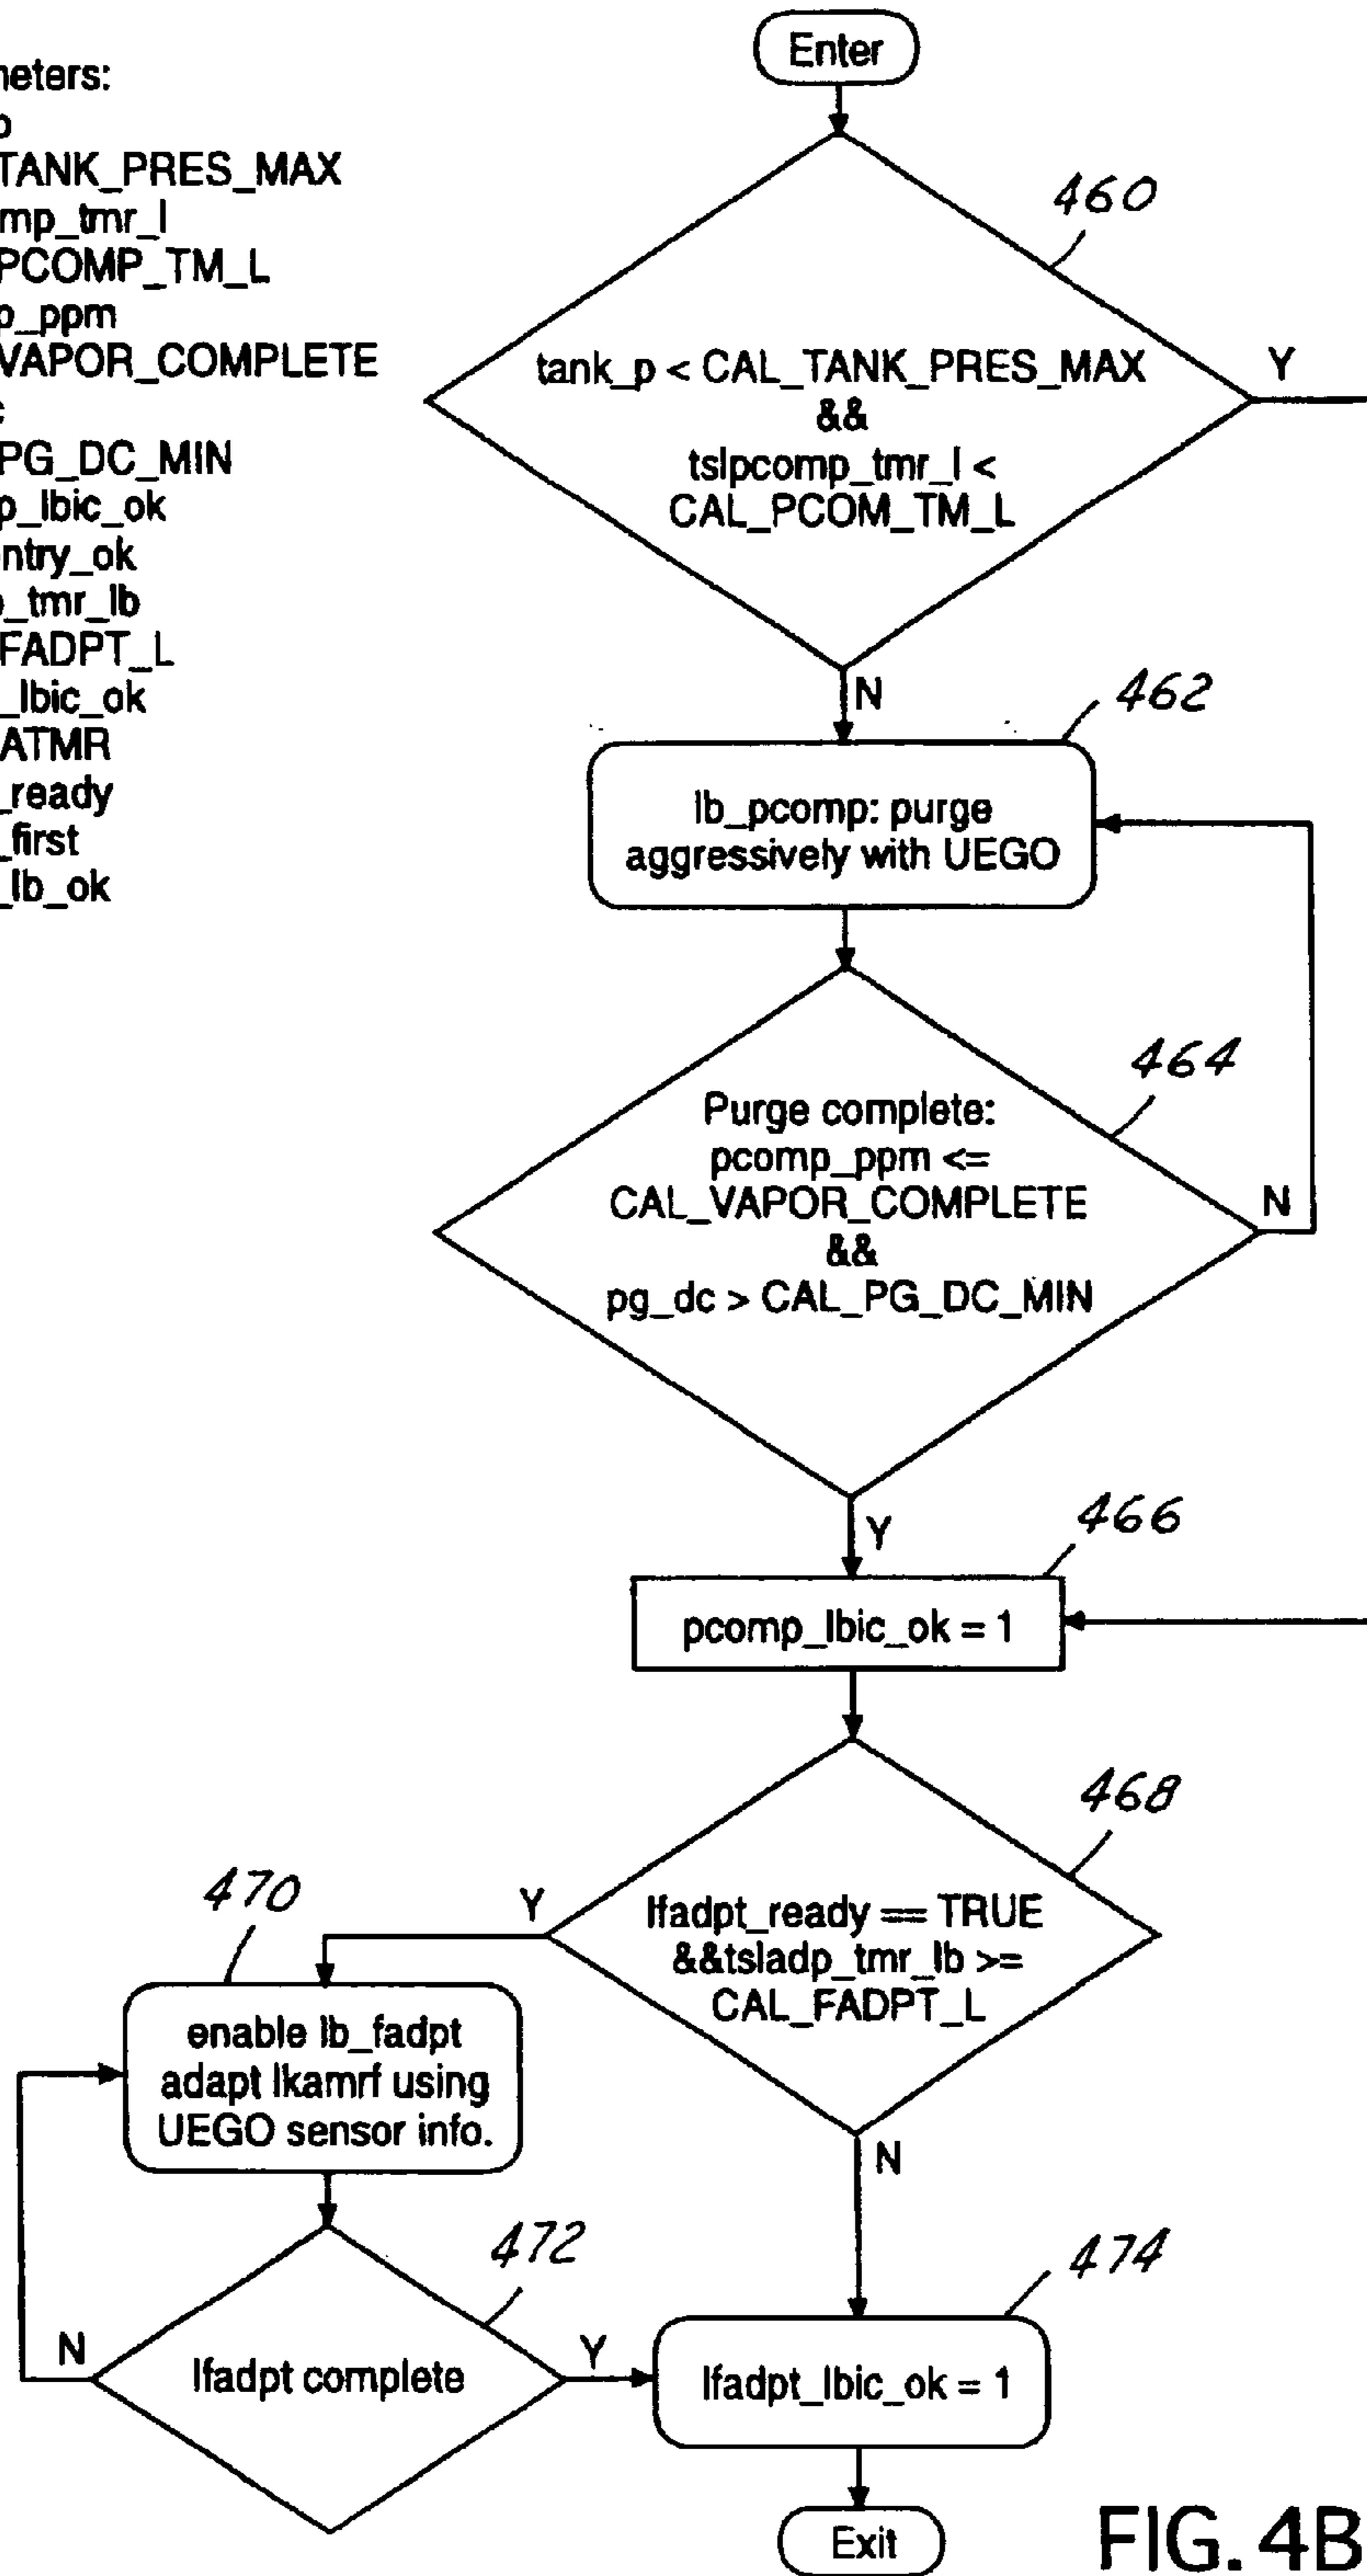 neters:
p
TANK_PRES_MAX
mp_tmr_l
PCOMP_TM_L
p_ppm
VAPOR_COMPLETE
c
PG_DC_MIN
p_lbic_ok
ntry_ok
p_tmr_lb
FADPT_L
_lbic_ok
ATMR
_ready
_first
_lb_ok
Enter
460
tank_p < CAL_TANK_PRES_MAX
&&
tslpcomp_tmr_l <
CAL_PCOM_TM_L
Y
N
462
lb_pcomp: purge
aggressively with UEGO
464
Purge complete:
pcomp_ppm <=
CAL_VAPOR_COMPLETE
&&
pg_dc > CAL_PG_DC_MIN
N
Y
466
pcomp_lbic_ok = 1
468
lfadpt_ready == TRUE
&&tsladp_tmr_lb >=
CAL_FADPT_L
Y
N
470
enable lb_fadpt
adapt lkamrf using
UEGO sensor info.
472
lfadpt complete
N
Y
474
lfadpt_lbic_ok = 1
Exit
FIG. 4B